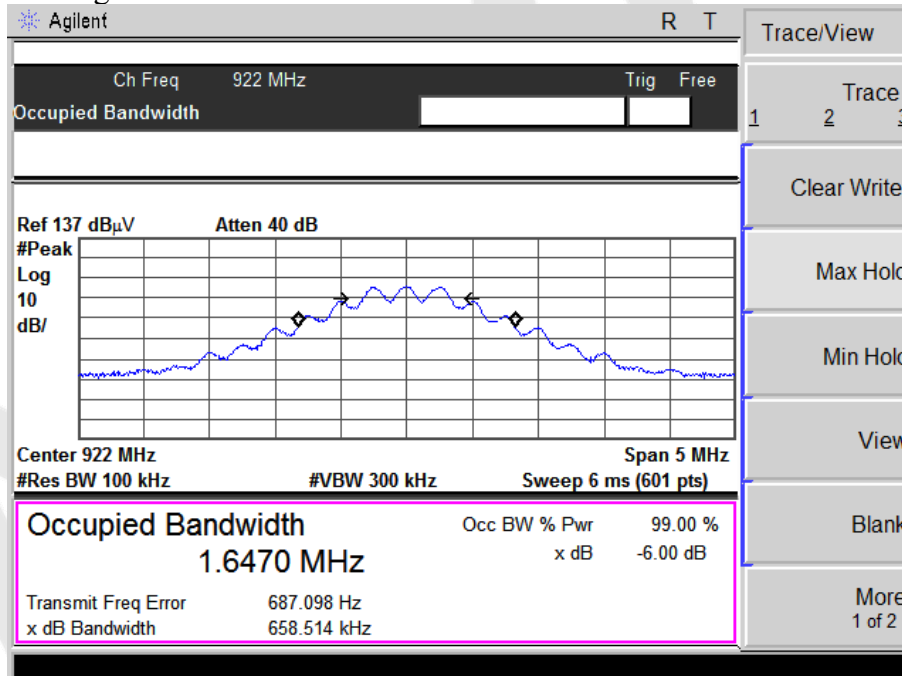 Agilent R T
Trace/View
Ch Freq 922 MHz Trig Free
Occupied Bandwidth
Trace
1 2
Clear Write
Ref 137 dBµV Atten 40 dB
#Peak
Log
10
dB/
Max Hold
Min Hold
View
Center 922 MHz Span 5 MHz
#Res BW 100 kHz #VBW 300 kHz Sweep 6 ms (601 pts)
Occupied Bandwidth Occ BW % Pwr 99.00 %
1.6470 MHz x dB -6.00 dB
Blank
Transmit Freq Error 687.098 Hz
x dB Bandwidth 658.514 kHz
More
1 of 2